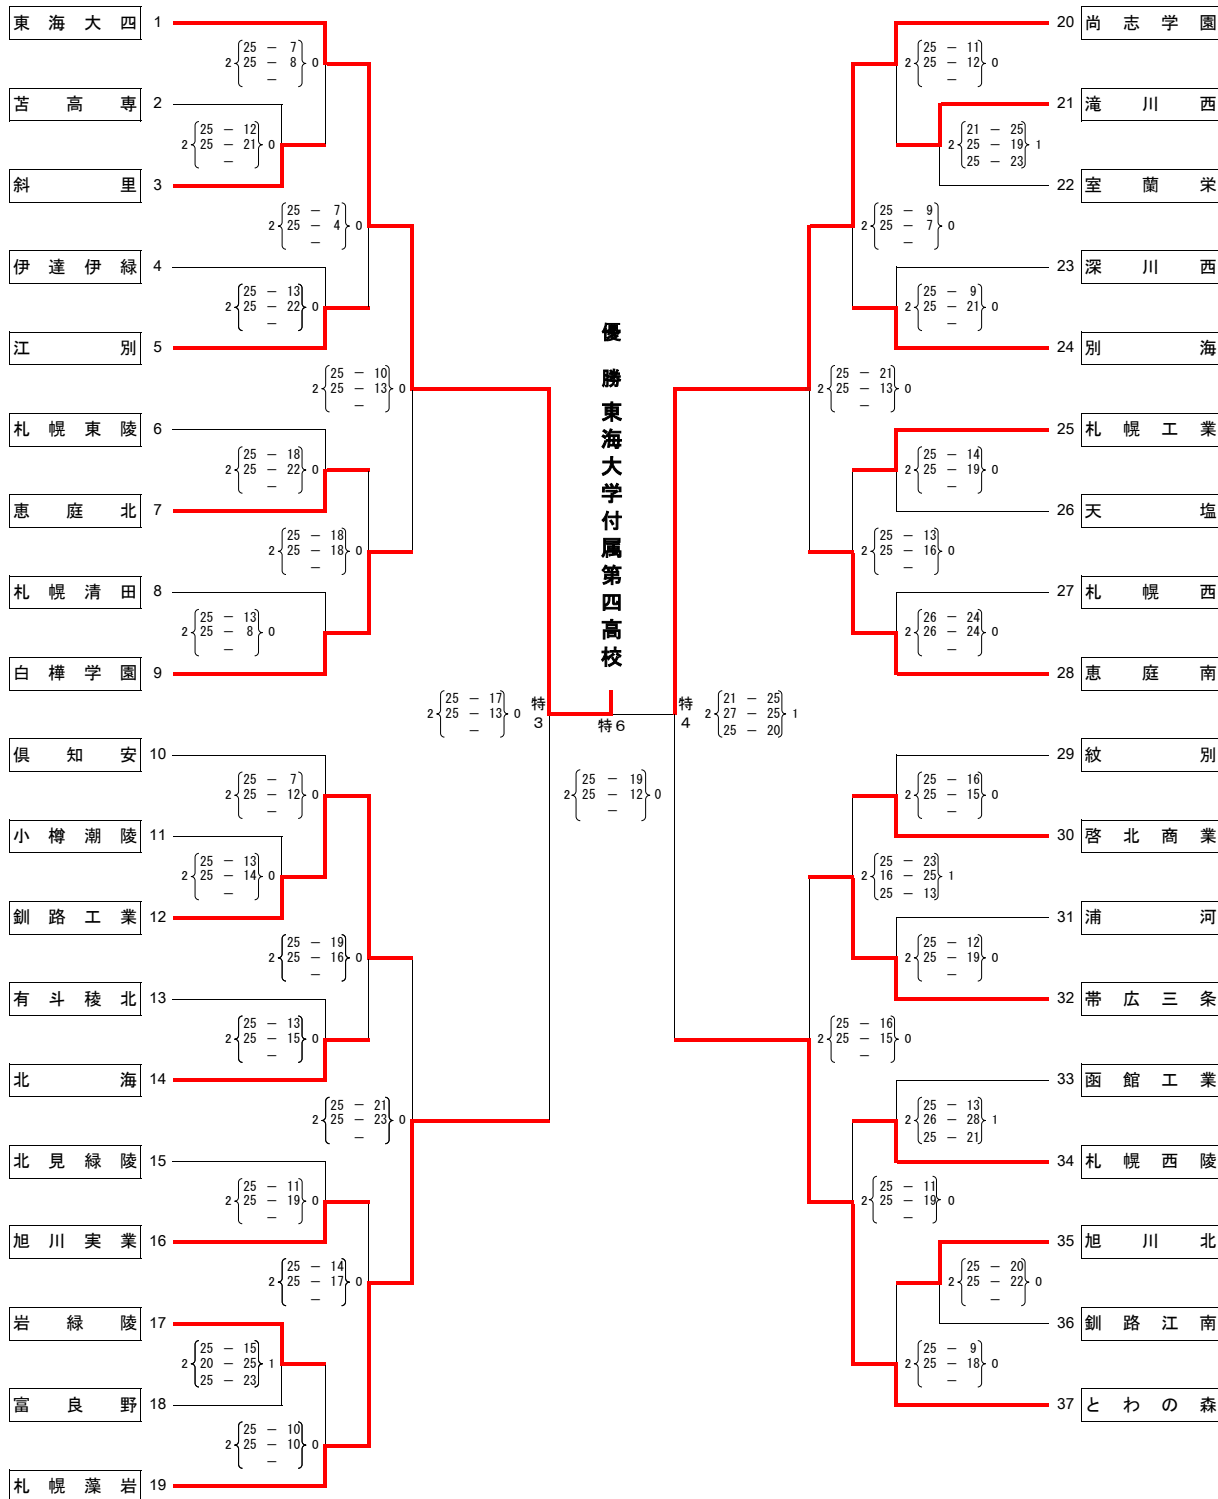 東海大四 1
2 25 － 7 0
25 － 8
－
苫高専 2
2 25 － 12 0
25 － 21
－
斜里 3
2 25 － 7 0
25 － 4
－
伊達伊緑 4
2 25 － 13 0
25 － 22
－
江別 5
2 25 － 10 0
25 － 13
－
札幌東陵 6
2 25 － 18 0
25 － 22
－
恵庭北 7
2 25 － 18 0
25 － 18
－
札幌清田 8
2 25 － 13 0
25 － 8
－
白樺学園 9
2 25 － 17 0
25 － 13
－
特3
倶知安 10
2 25 － 7 0
25 － 12
－
小樽潮陵 11
2 25 － 13 0
25 － 14
－
釧路工業 12
2 25 － 19 0
25 － 16
－
有斗稜北 13
2 25 － 13 0
25 － 15
－
北海 14
2 25 － 21 0
25 － 23
－
北見緑陵 15
2 25 － 11 0
25 － 19
－
旭川実業 16
2 25 － 14 0
25 － 17
－
岩緑陵 17
2 25 － 15 1
20 － 25
25 － 23
富良野 18
2 25 － 10 0
25 － 10
－
札幌藻岩 19
優勝 東海大学付属第四高校
特6
2 25 － 19 0
25 － 12
－
20 尚志学園
2 25 － 11 0
25 － 12
－
21 滝川西
2 21 － 25 1
25 － 19
25 － 23
22 室蘭栄
2 25 － 9 0
25 － 7
－
23 深川西
2 25 － 9 0
25 － 21
－
24 別海
2 25 － 21 0
25 － 13
－
25 札幌工業
2 25 － 14 0
25 － 19
－
26 天塩
2 25 － 13 0
25 － 16
－
27 札幌西
2 26 － 24 0
26 － 24
－
28 恵庭南
特4
2 21 － 25 1
27 － 25
25 － 20
29 紋別
2 25 － 16 0
25 － 15
－
30 啓北商業
2 25 － 23 1
16 － 25
25 － 13
31 浦河
2 25 － 12 0
25 － 19
－
32 帯広三条
2 25 － 16 0
25 － 15
－
33 函館工業
2 25 － 13 1
26 － 28
25 － 21
34 札幌西陵
2 25 － 11 0
25 － 19
－
35 旭川北
2 25 － 20 0
25 － 22
－
36 釧路江南
2 25 － 9 0
25 － 18
－
37 とわの森